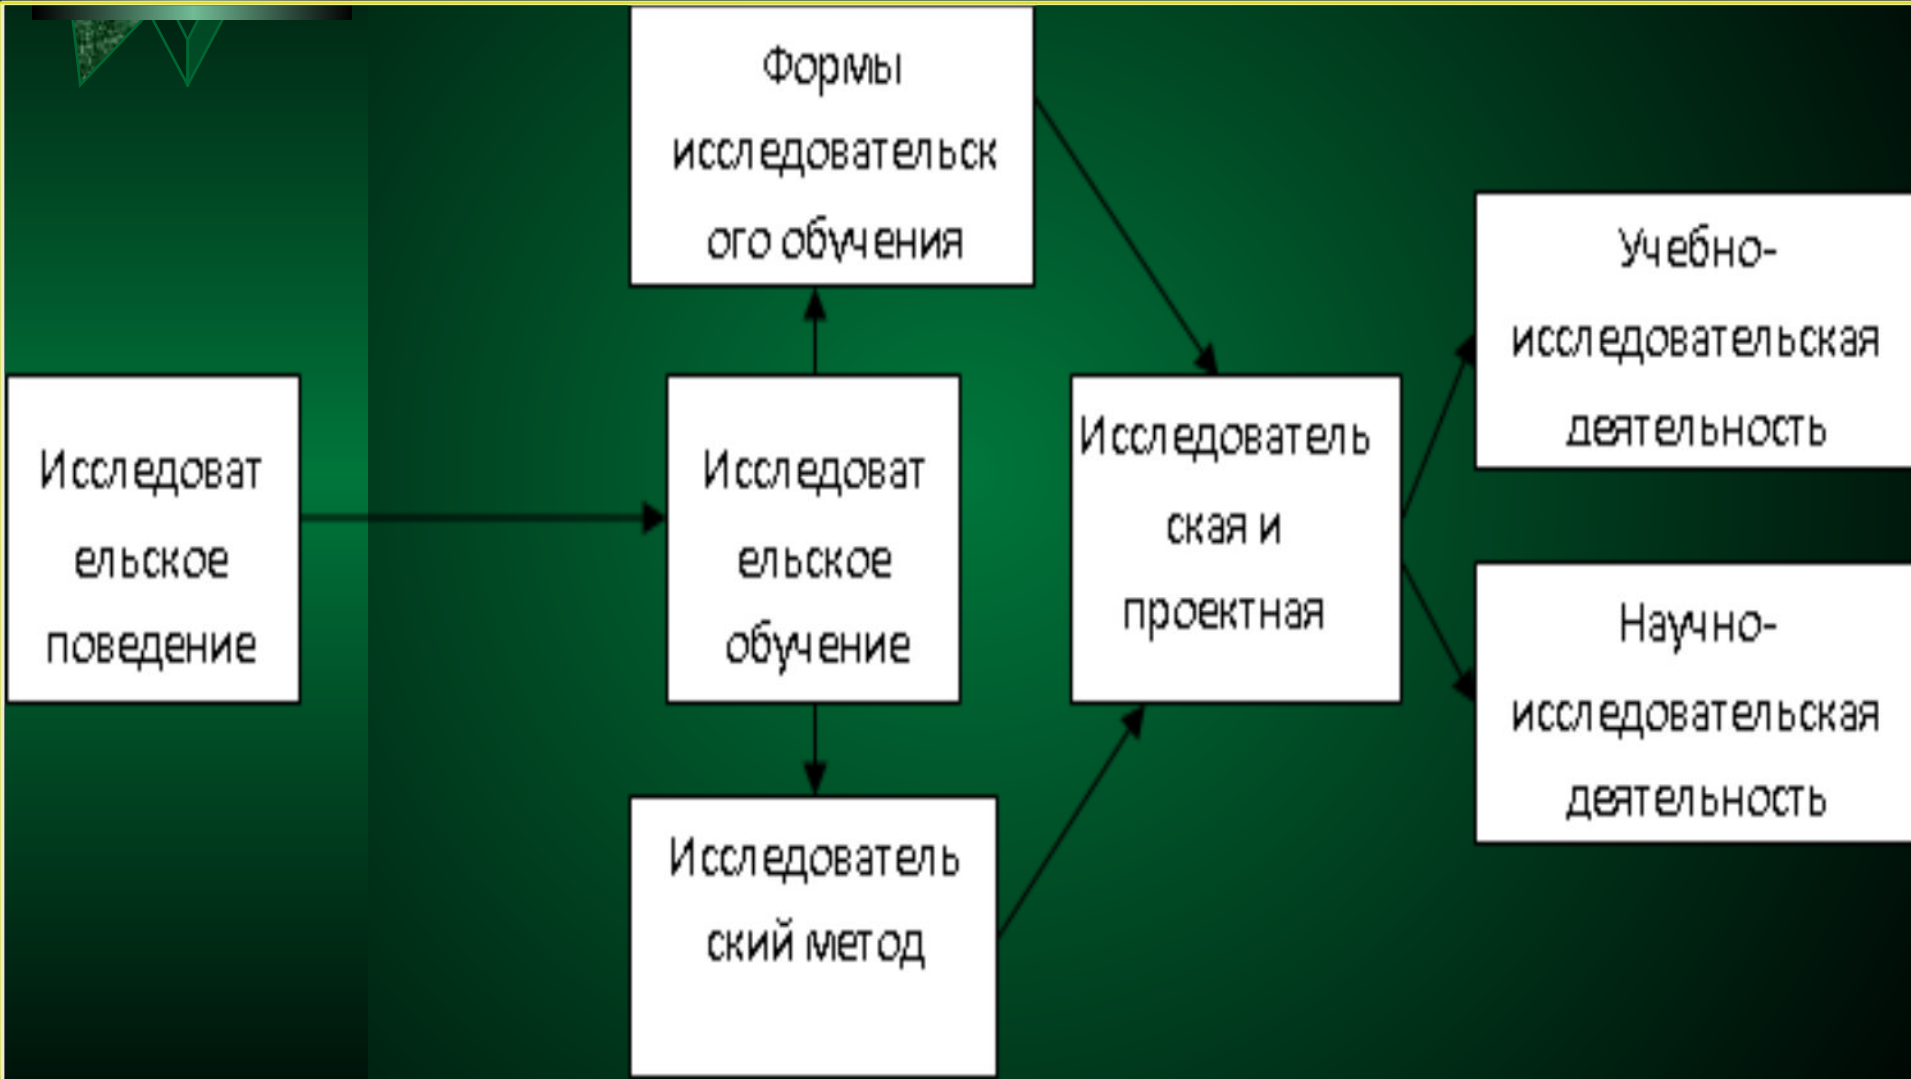 Формы
исследовательск
ого обучения
Исследоват
ельское
поведение
Исследоват
ельское
обучение
Исследователь
ский метод
Исследователь
ская и
проектная
Учебно-
исследовательская
деятельность
Научно-
исследовательская
деятельность